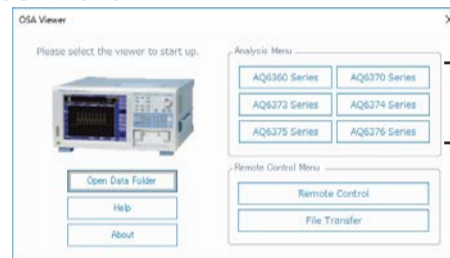 OSA Viewer
Please select the viewer to start up.
Open Data Folder
Help
About
Analysis Menu
AQ6360 Series
AQ6370 Series
AQ6373 Series
AQ6374 Series
AQ6375 Series
AQ6376 Series
Remote Control Menu
Remote Control
File Transfer